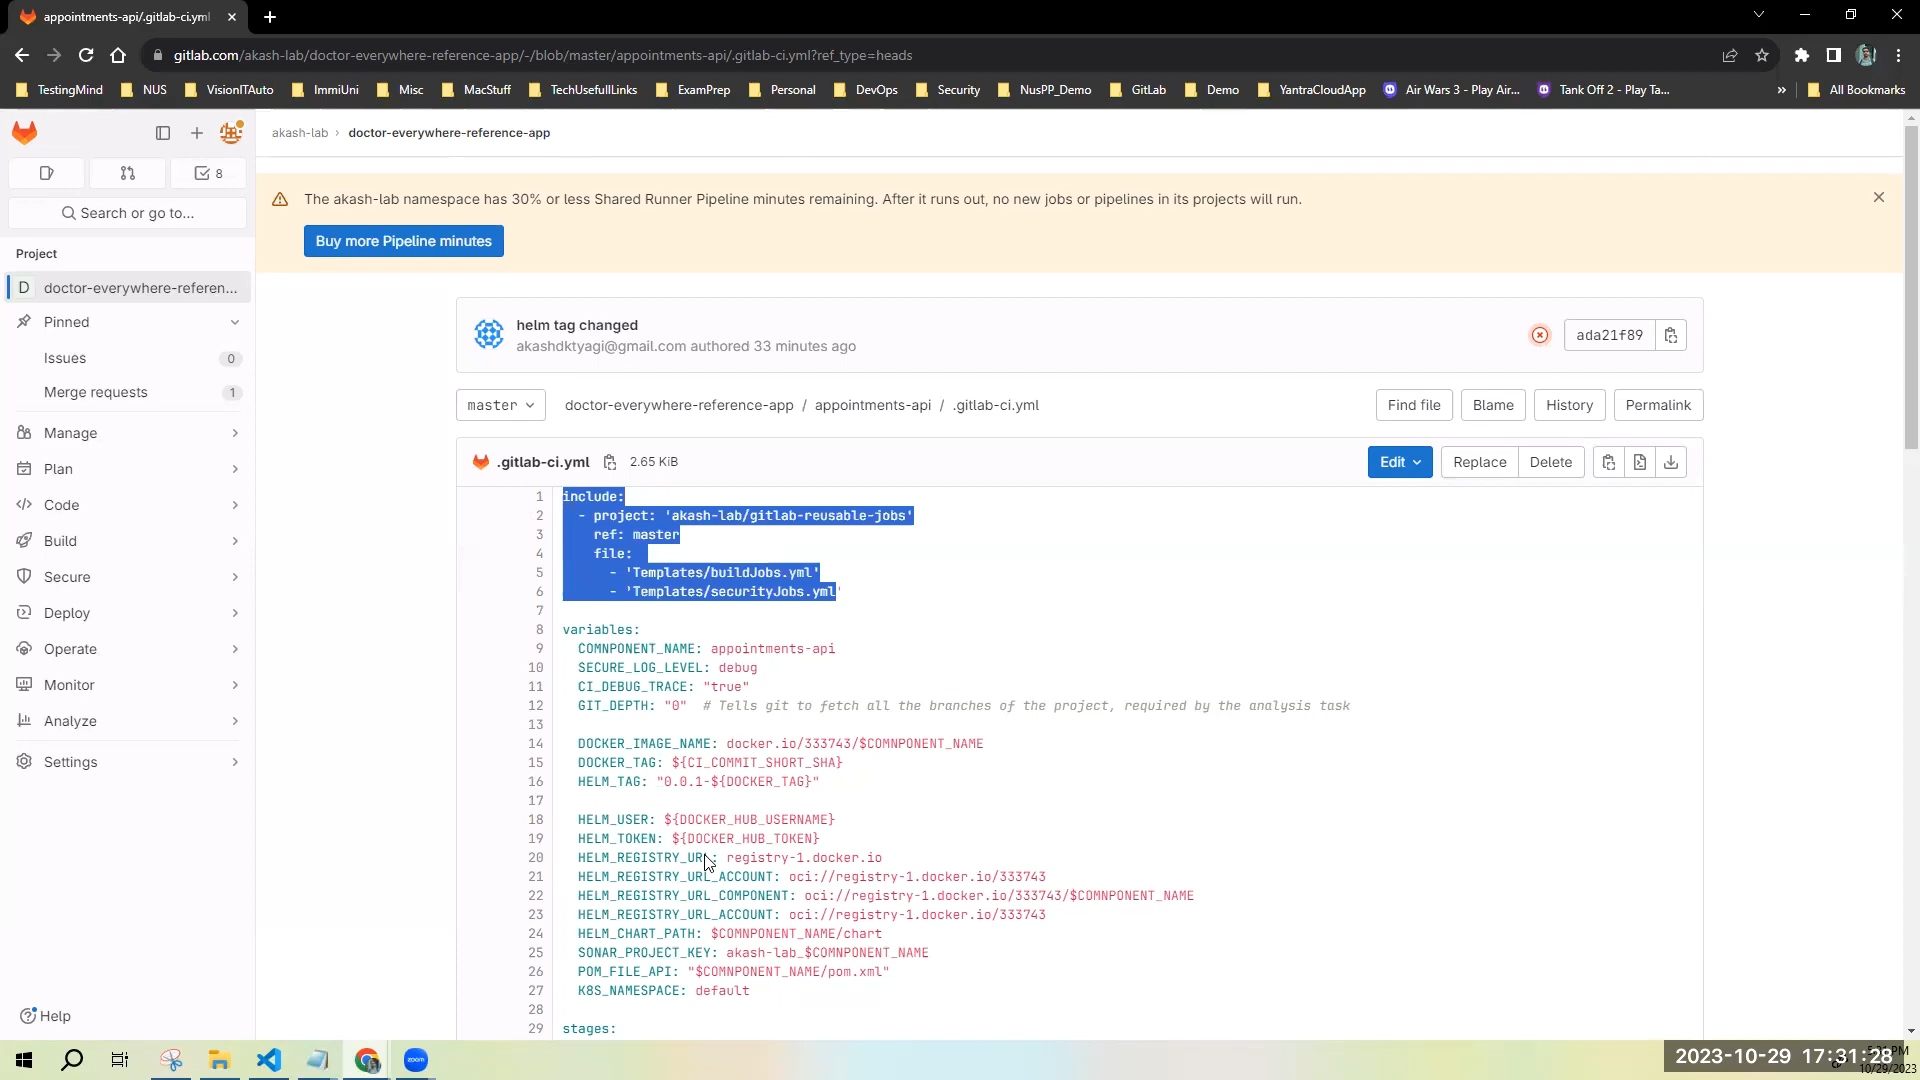 appointments-api/.gitlab-ci.yml
gitlab.com/akash-lab/doctor-everywhere-reference-app/-/blob/master/appointments-api/.gitlab-ci.yml?ref_type=heads
TestingMind NUS VisionITAuto ImmiUni Misc MacStuff TechUsefullLinks ExamPrep Personal DevOps Security NusPP_Demo GitLab Demo YantraCloudApp Air Wars 3 - Play Air... Tank Off 2 - Play Ta... » All Bookmarks
akash-lab › doctor-everywhere-reference-app
8
Search or go to...
Project
D doctor-everywhere-referen...
Pinned
Issues 0
Merge requests 1
Manage
Plan
Code
Build
Secure
Deploy
Operate
Monitor
Analyze
Settings
Help
The akash-lab namespace has 30% or less Shared Runner Pipeline minutes remaining. After it runs out, no new jobs or pipelines in its projects will run.
Buy more Pipeline minutes
helm tag changed
akashdktyagi@gmail.com authored 33 minutes ago
ada21f89
master doctor-everywhere-reference-app / appointments-api / .gitlab-ci.yml Find file Blame History Permalink
.gitlab-ci.yml 2.65 KiB Edit Replace Delete
1 include:
2 - project: 'akash-lab/gitlab-reusable-jobs'
3 ref: master
4 file:
5 - 'Templates/buildJobs.yml'
6 - 'Templates/securityJobs.yml'
7
8 variables:
9 COMNPONENT_NAME: appointments-api
10 SECURE_LOG_LEVEL: debug
11 CI_DEBUG_TRACE: "true"
12 GIT_DEPTH: "0" # Tells git to fetch all the branches of the project, required by the analysis task
13
14 DOCKER_IMAGE_NAME: docker.io/333743/$COMNPONENT_NAME
15 DOCKER_TAG: ${CI_COMMIT_SHORT_SHA}
16 HELM_TAG: "0.0.1-${DOCKER_TAG}"
17
18 HELM_USER: ${DOCKER_HUB_USERNAME}
19 HELM_TOKEN: ${DOCKER_HUB_TOKEN}
20 HELM_REGISTRY_URL: registry-1.docker.io
21 HELM_REGISTRY_URL_ACCOUNT: oci://registry-1.docker.io/333743
22 HELM_REGISTRY_URL_COMPONENT: oci://registry-1.docker.io/333743/$COMNPONENT_NAME
23 HELM_REGISTRY_URL_ACCOUNT: oci://registry-1.docker.io/333743
24 HELM_CHART_PATH: $COMNPONENT_NAME/chart
25 SONAR_PROJECT_KEY: akash-lab_$COMNPONENT_NAME
26 POM_FILE_API: "$COMNPONENT_NAME/pom.xml"
27 K8S_NAMESPACE: default
28
29 stages:
zoom
2023-10-29 17:31:28
10/29/2023